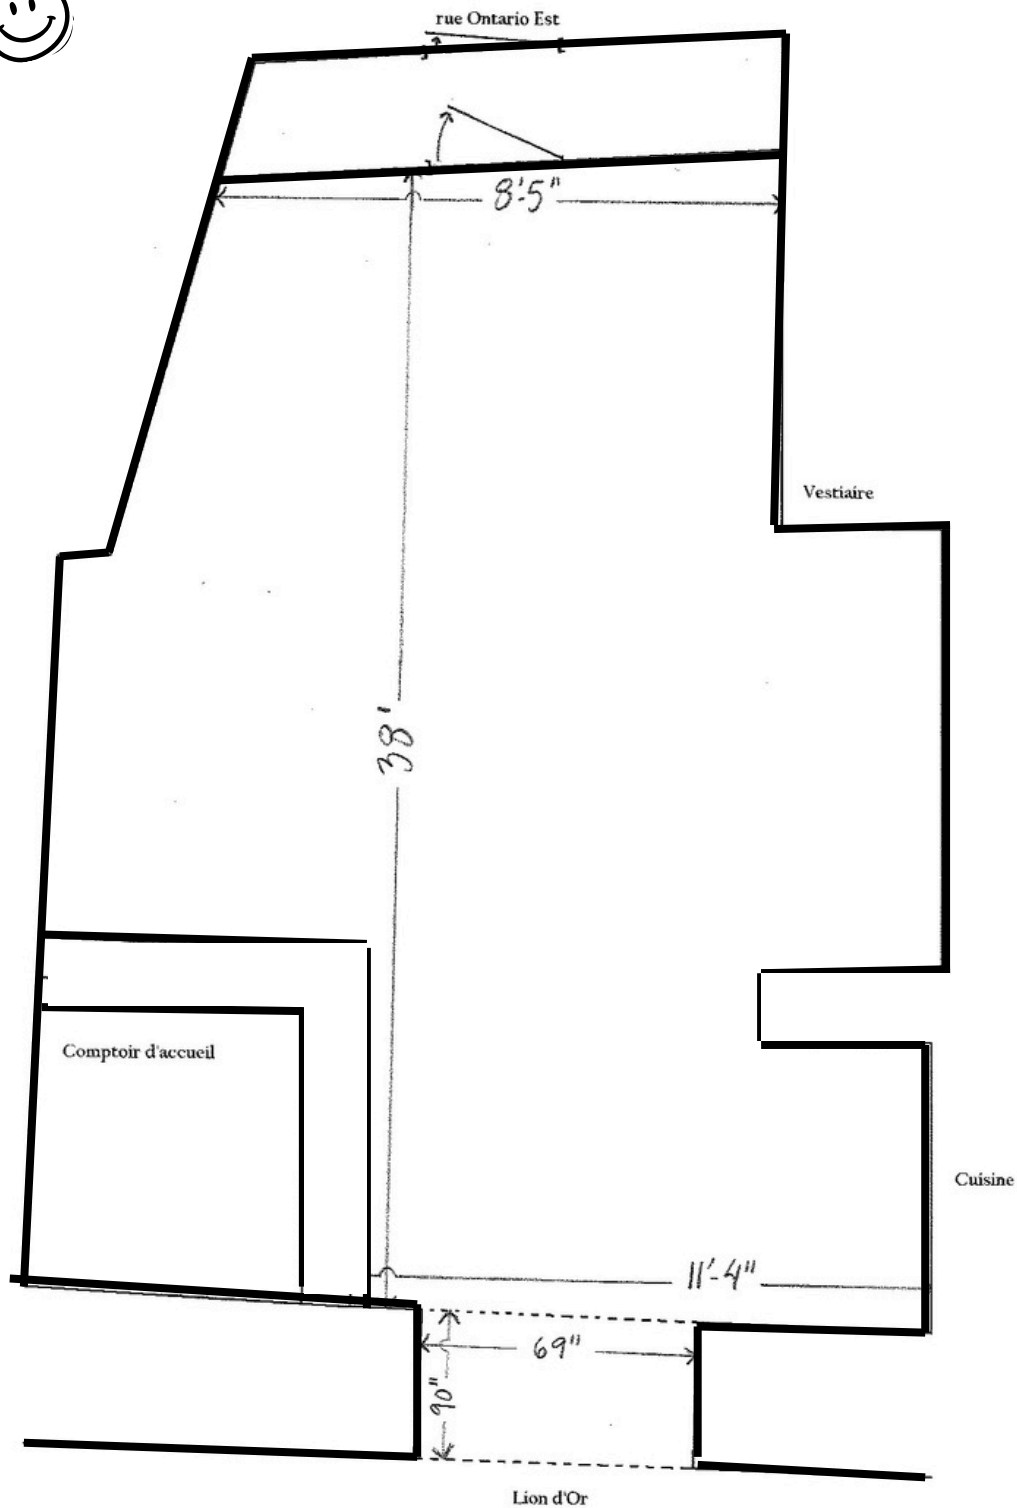 rue Ontario Est
8'-5"
Vestiaire
38'
Comptoir d'accueil
Cuisine
11'-4"
69"
90"
Lion d'Or